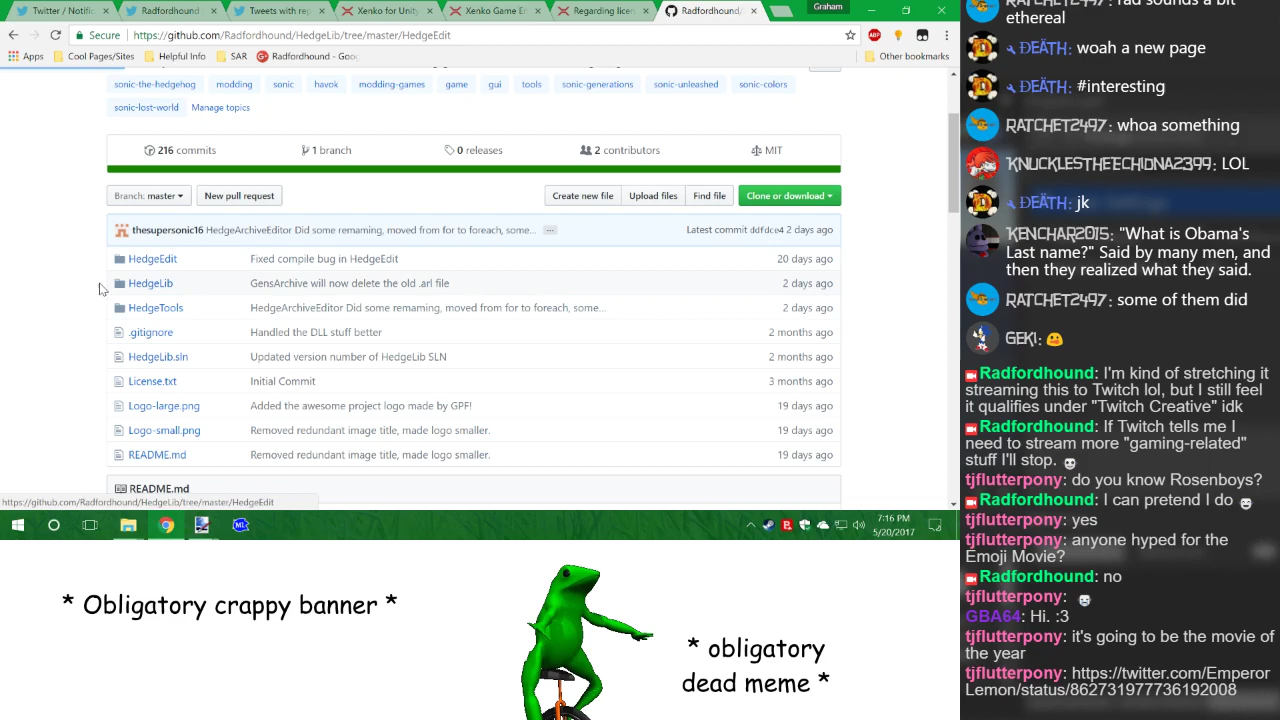 Twitter / Notific
Radfordhound
Tweets with rep
Xenko for Unity
Xenko Game En
Regarding licen
Radfordhound/
Graham
Secure
https://github.com/Radfordhound/HedgeLib/tree/master/HedgeEdit
ABP
Apps
Cool Pages/Sites
Helpful Info
SAR
Radfordhound - Goo
Other bookmarks
sonic-the-hedgehog
modding
sonic
havok
modding-games
game
gui
tools
sonic-generations
sonic-unleashed
sonic-colors
sonic-lost-world
Manage topics
216 commits
1 branch
0 releases
2 contributors
MIT
Branch: master
New pull request
Create new file
Upload files
Find file
Clone or download
thesupersonic16 HedgeArchiveEditor Did some remaming, moved from for to foreach, some...
Latest commit ddfdce4 2 days ago
HedgeEdit Fixed compile bug in HedgeEdit 20 days ago
HedgeLib GensArchive will now delete the old .arl file 2 days ago
HedgeTools HedgeArchiveEditor Did some remaming, moved from for to foreach, some... 2 days ago
.gitignore Handled the DLL stuff better 2 months ago
HedgeLib.sln Updated version number of HedgeLib SLN 2 months ago
License.txt Initial Commit 3 months ago
Logo-large.png Added the awesome project logo made by GPF! 19 days ago
Logo-small.png Removed redundant image title, made logo smaller. 19 days ago
README.md Removed redundant image title, made logo smaller. 19 days ago
README.md
https://github.com/Radfordhound/HedgeLib/tree/master/HedgeEdit
ML
7:16 PM
5/20/2017
* Obligatory crappy banner *
* obligatory
dead meme *
RATCHET2497: rad sounds a bit
ethereal
ÐEÄTH: woah a new page
ÐEÄTH: #interesting
RATCHET2497: whoa something
KNUCKLESTHEECHIDNA2399: LOL
ÐEÄTH: jk
KENCHAR2015: "What is Obama's
Last name?" Said by many men, and
then they realized what they said.
RATCHET2497: some of them did
GEKI:
Radfordhound: I'm kind of stretching it
streaming this to Twitch lol, but I still feel
it qualifies under "Twitch Creative" idk
Radfordhound: If Twitch tells me I
need to stream more "gaming-related"
stuff I'll stop.
tjflutterpony: do you know Rosenboys?
Radfordhound: I can pretend I do
tjflutterpony: yes
tjflutterpony: anyone hyped for the
Emoji Movie?
Radfordhound: no
tjflutterpony:
GBA64: Hi. :3
tjflutterpony: it's going to be the movie of
the year
tjflutterpony: https://twitter.com/Emperor
Lemon/status/862731977736192008